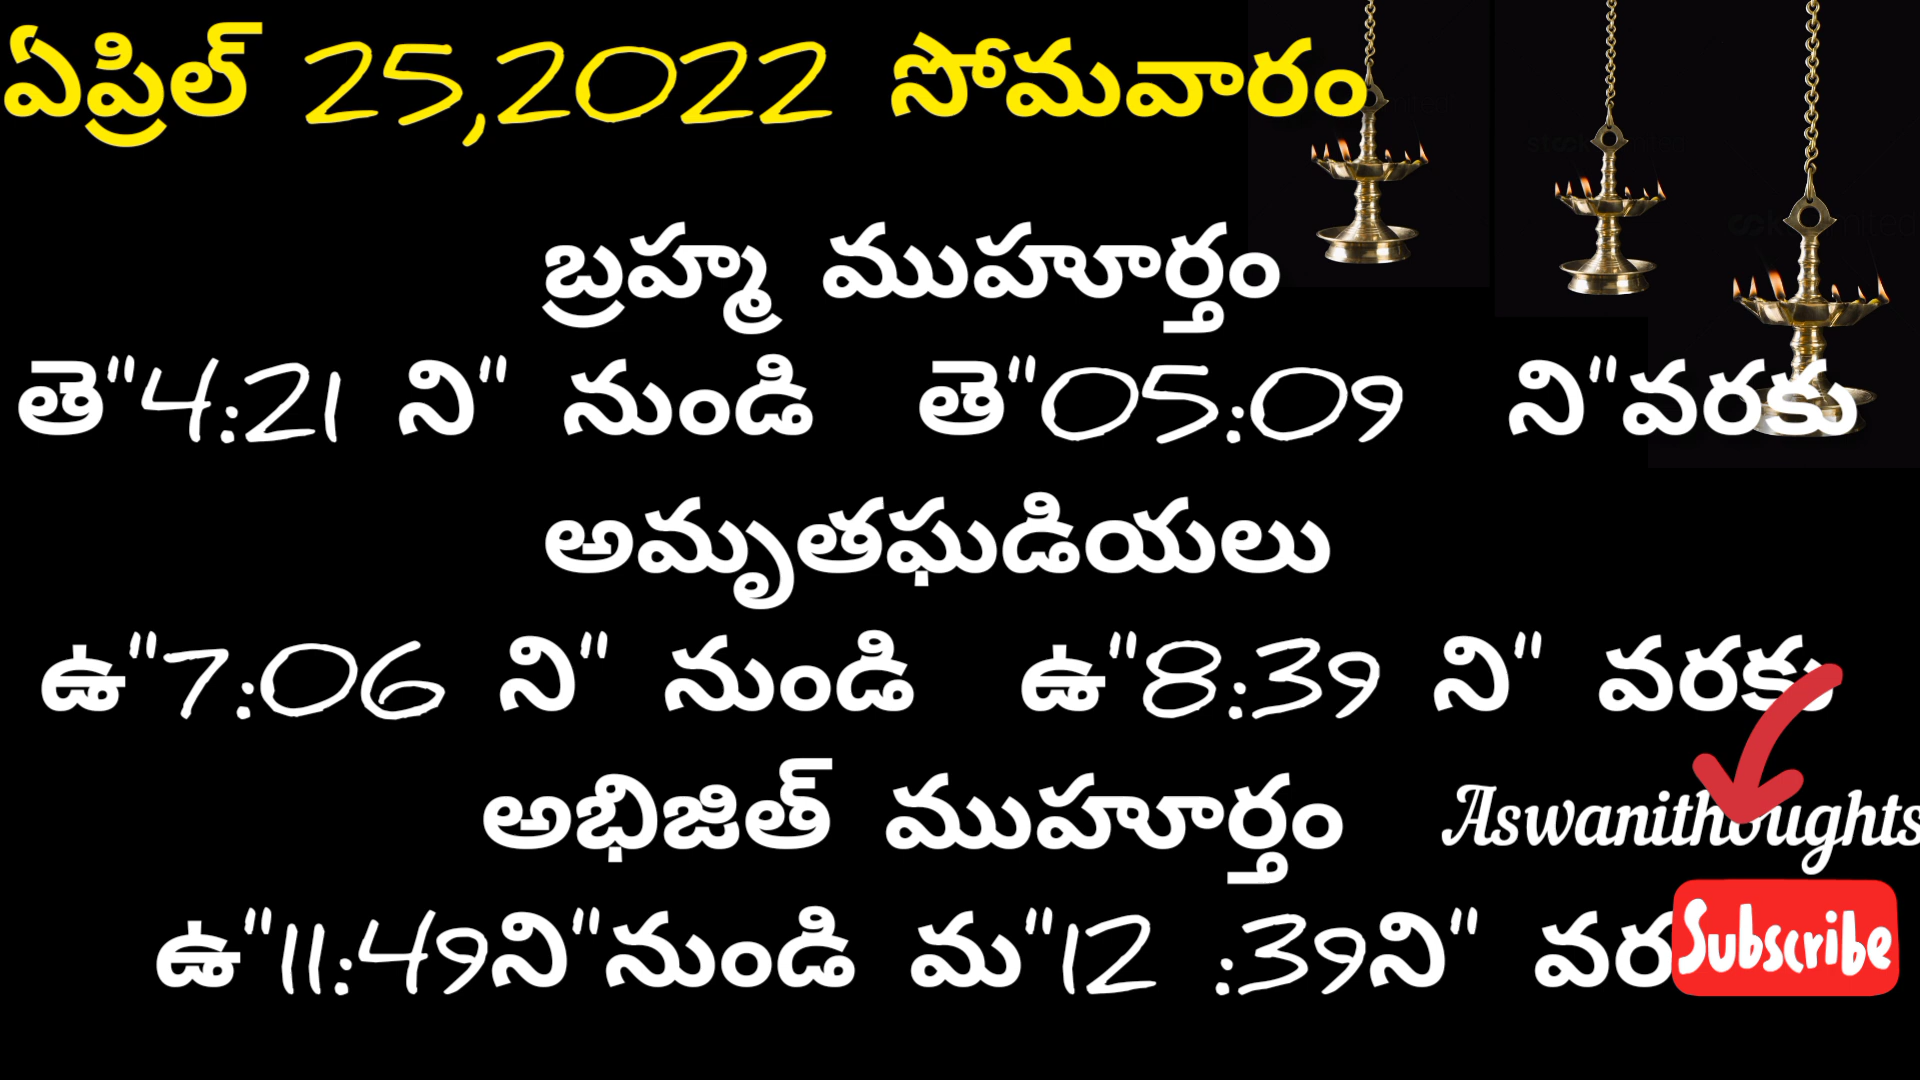 ఏప్రిల్ 25,2022 సోమవారం
బ్రహ్మ ముహూర్తం
తె"4:21 ని" నుండి తె"05:09 ని"వరకు
అమృతఘడియలు
ఉ"7:06 ని" నుండి ఉ"8:39 ని" వరకు
అభిజిత్ ముహూర్తం
Aswanithoughts
ఉ"11:49ని"నుండి మ"12 :39ని"
Subscribe